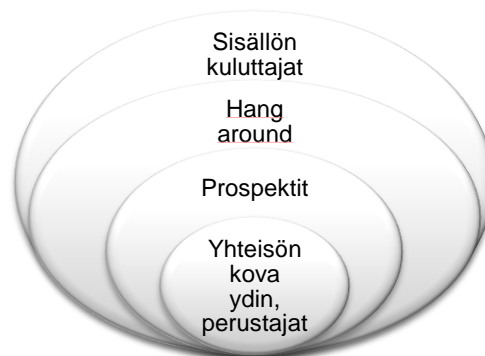 Sisällön
kuluttajat
Hang
around
Prospektit
Yhteisön
kova
ydin,
perustajat